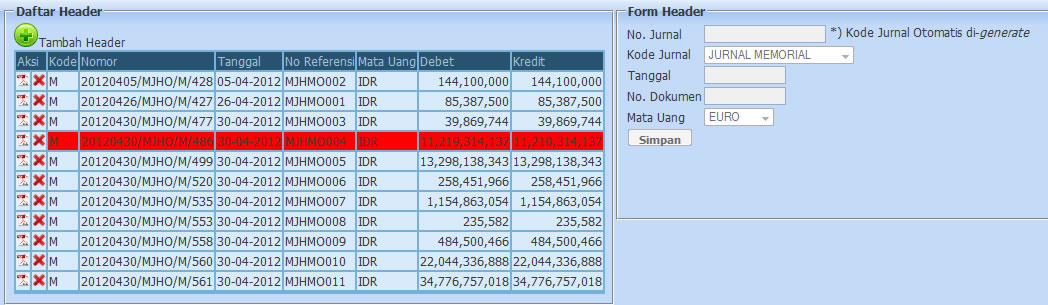 Daftar Header
Tambah Header
Aksi Kode Nomor Tanggal No Referensi Mata Uang Debet Kredit
M 20120405/MJHO/M/428 05-04-2012 MJHMO002 IDR 144,100,000 144,100,000
M 20120426/MJHO/M/427 26-04-2012 MJHMO001 IDR 85,387,500 85,387,500
M 20120430/MJHO/M/477 30-04-2012 MJHMO003 IDR 39,869,744 39,869,744
M 20120430/MJHO/M/486 30-04-2012 MJHMO004 IDR 11,219,314,137 11,210,314,137
M 20120430/MJHO/M/499 30-04-2012 MJHMO005 IDR 13,298,138,343 13,298,138,343
M 20120430/MJHO/M/520 30-04-2012 MJHMO006 IDR 258,451,966 258,451,966
M 20120430/MJHO/M/535 30-04-2012 MJHMO007 IDR 1,154,863,054 1,154,863,054
M 20120430/MJHO/M/553 30-04-2012 MJHMO008 IDR 235,582 235,582
M 20120430/MJHO/M/558 30-04-2012 MJHMO009 IDR 484,500,466 484,500,466
M 20120430/MJHO/M/560 30-04-2012 MJHMO010 IDR 22,044,336,888 22,044,336,888
M 20120430/MJHO/M/561 30-04-2012 MJHMO011 IDR 34,776,757,018 34,776,757,018
Form Header
No. Jurnal *) Kode Jurnal Otomatis di-generate
Kode Jurnal JURNAL MEMORIAL
Tanggal
No. Dokumen
Mata Uang EURO
Simpan